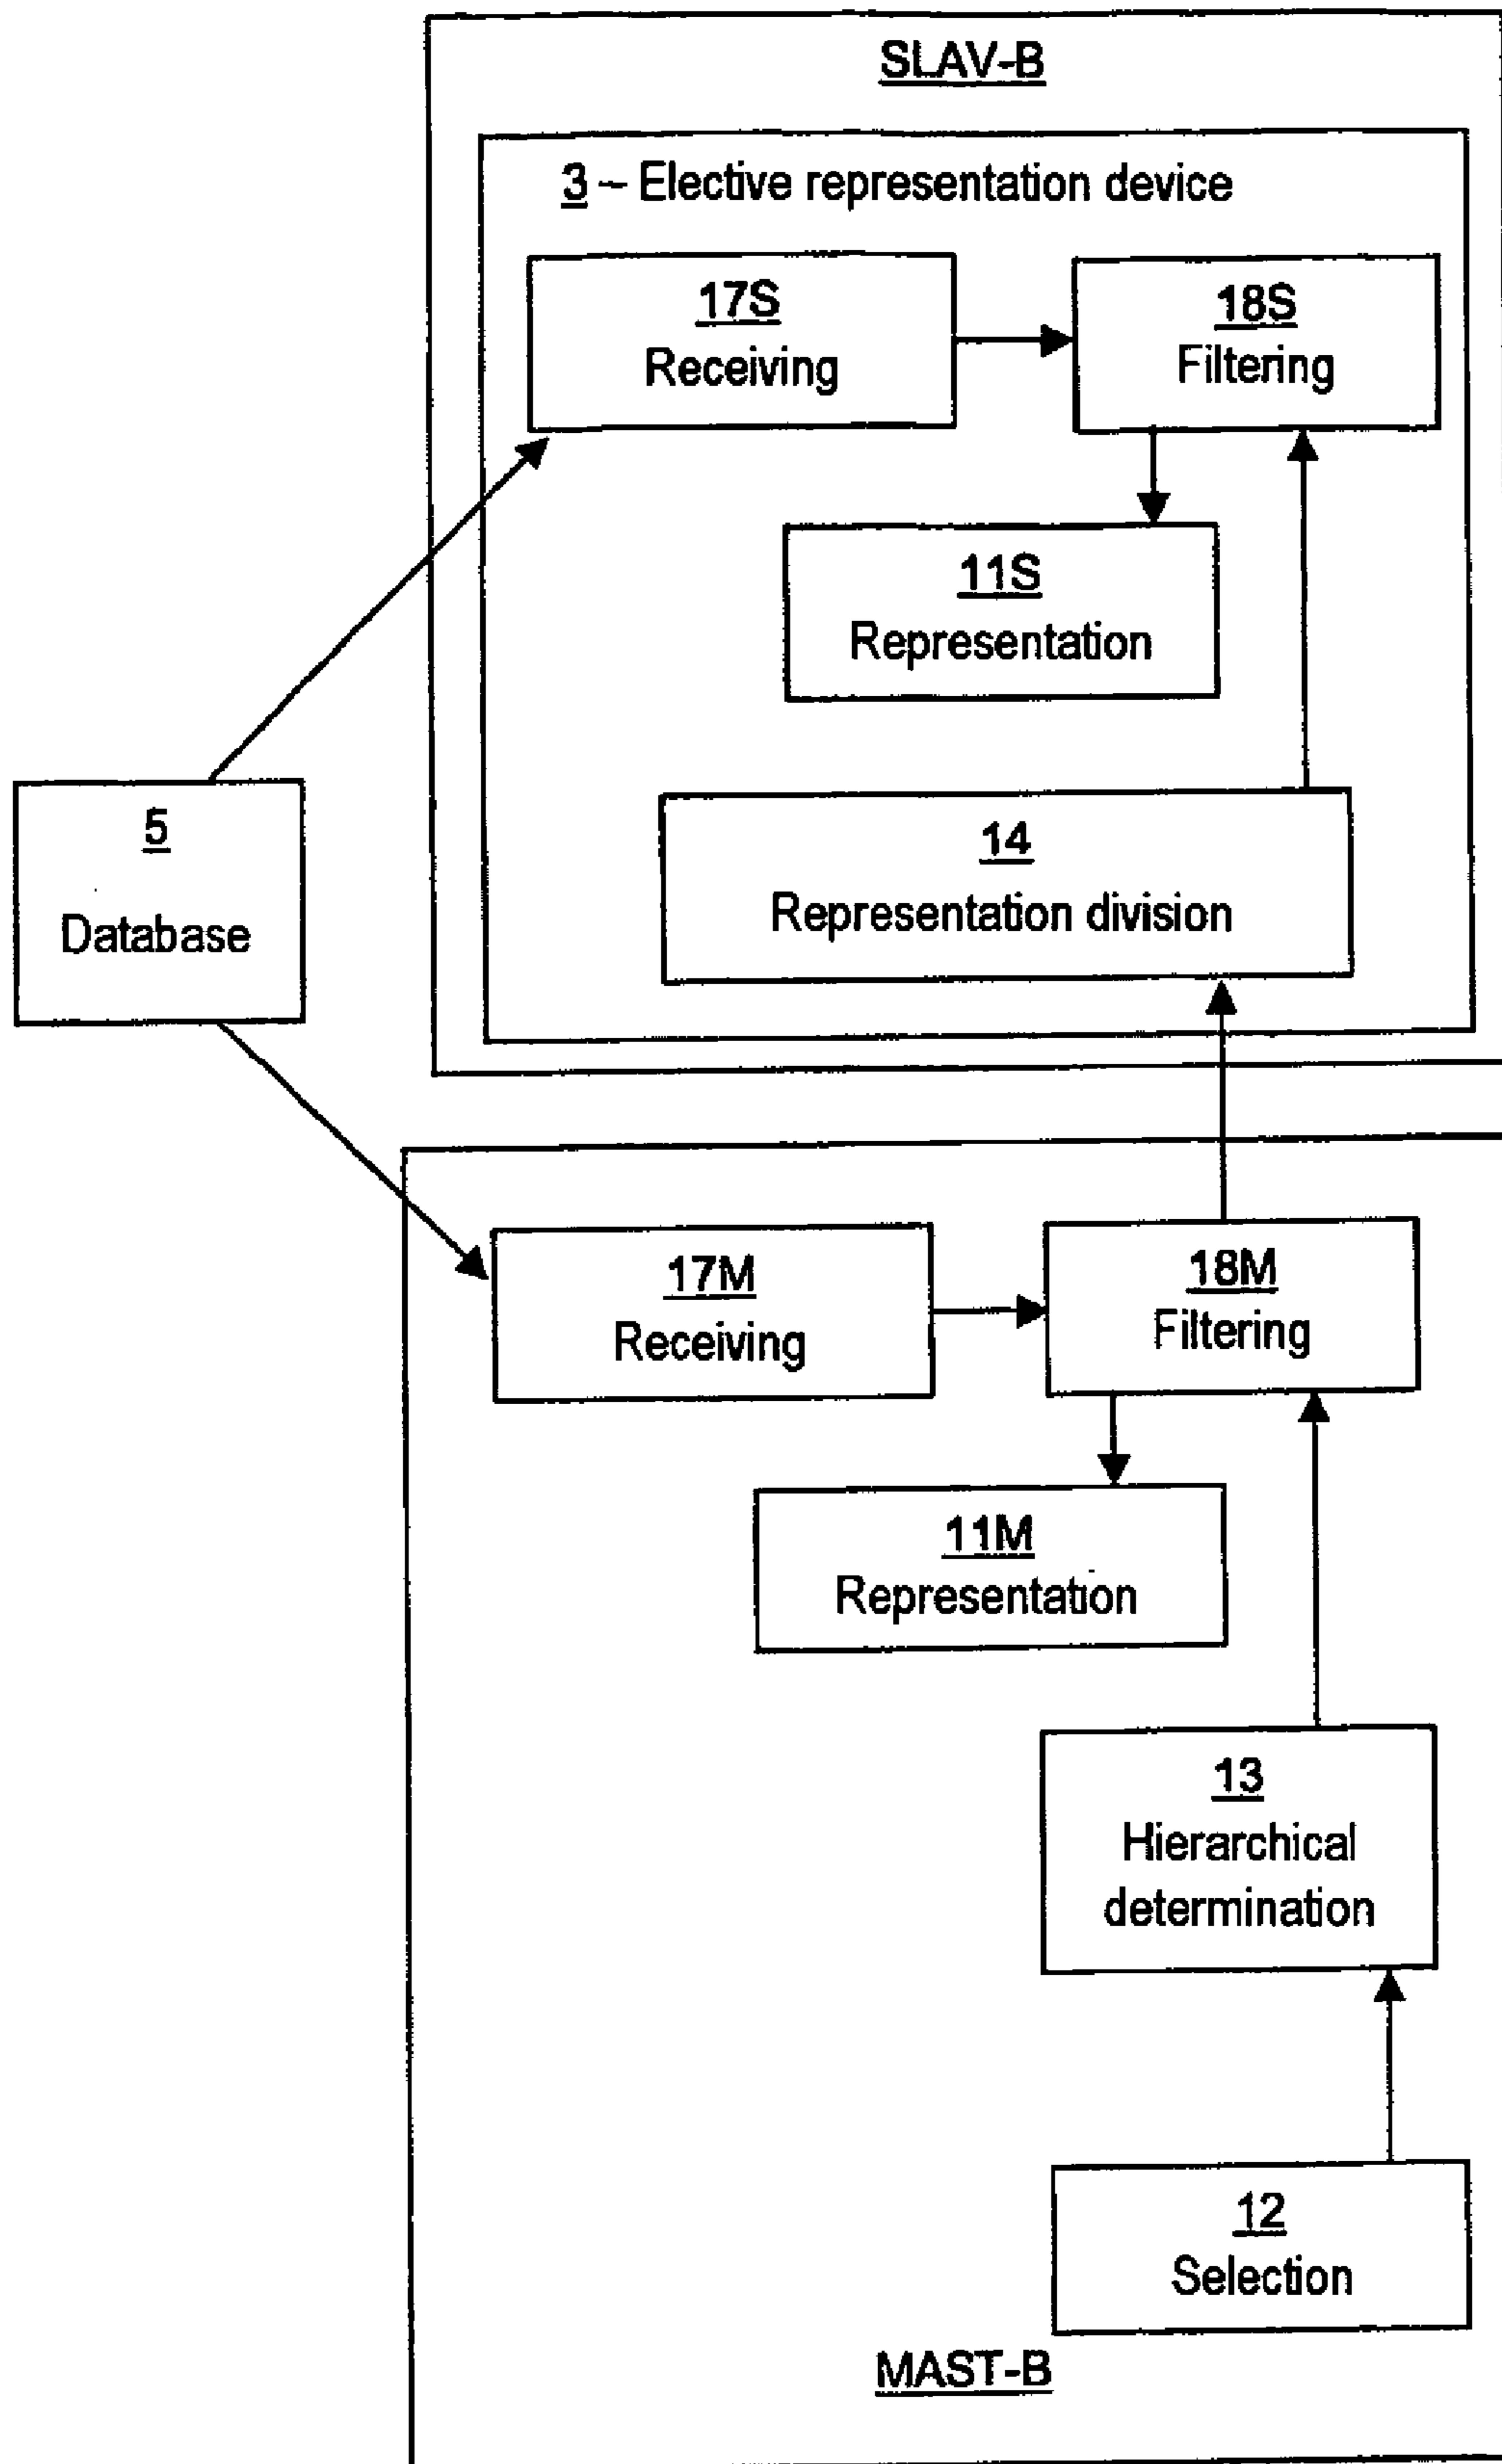 SLAV-B
3 – Elective representation device
17S
Receiving
18S
Filtering
11S
Representation
14
Representation division
5
Database
17M
Receiving
18M
Filtering
11M
Representation
13
Hierarchical
determination
12
Selection
MAST-B